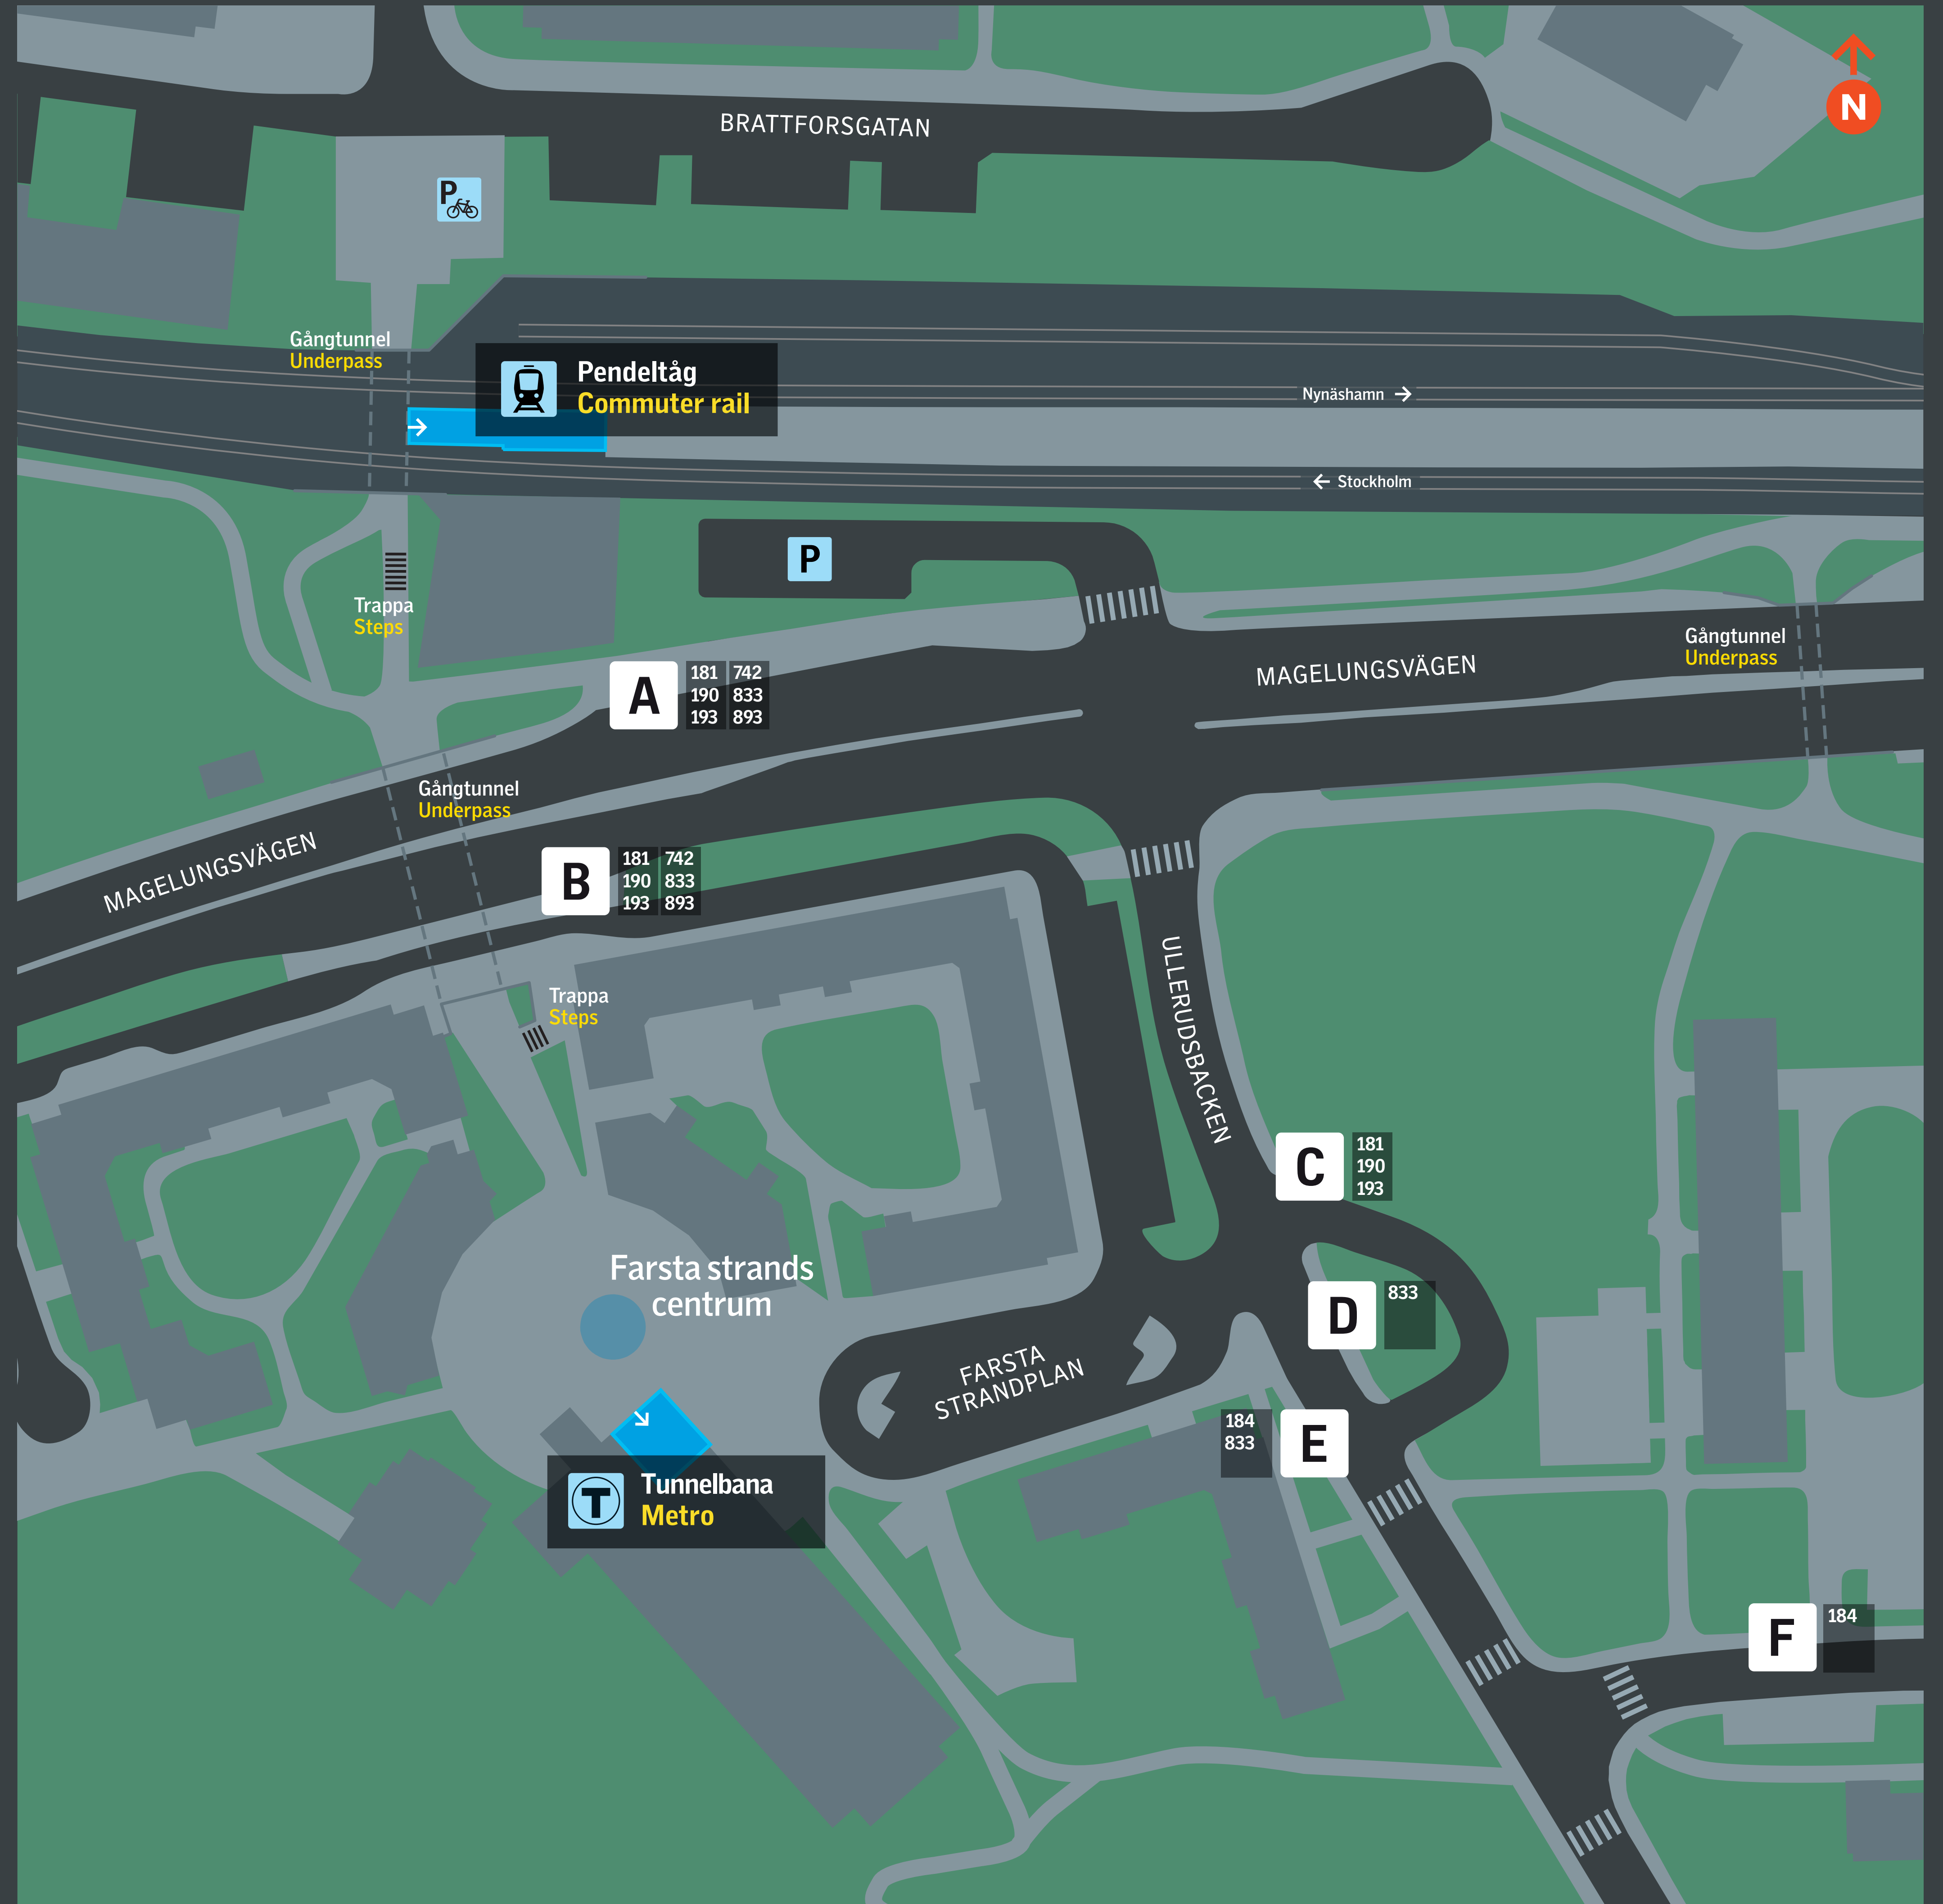 BRATTFORSGATAN
N
P
Gångtunnel
Underpass
Pendeltåg
Commuter rail
Nynäshamn →
← Stockholm
P
Trappa
Steps
A
181 742
190 833
193 893
MAGELUNGSVÄGEN
Gångtunnel
Underpass
Gångtunnel
Underpass
MAGELUNGSVÄGEN
B
181 742
190 833
193 893
Trappa
Steps
ULLERUDSBACKEN
C
181
190
193
Farsta strands
centrum
D
833
FARSTA
STRANDPLAN
184
833
E
T
Tunnelbana
Metro
F
184